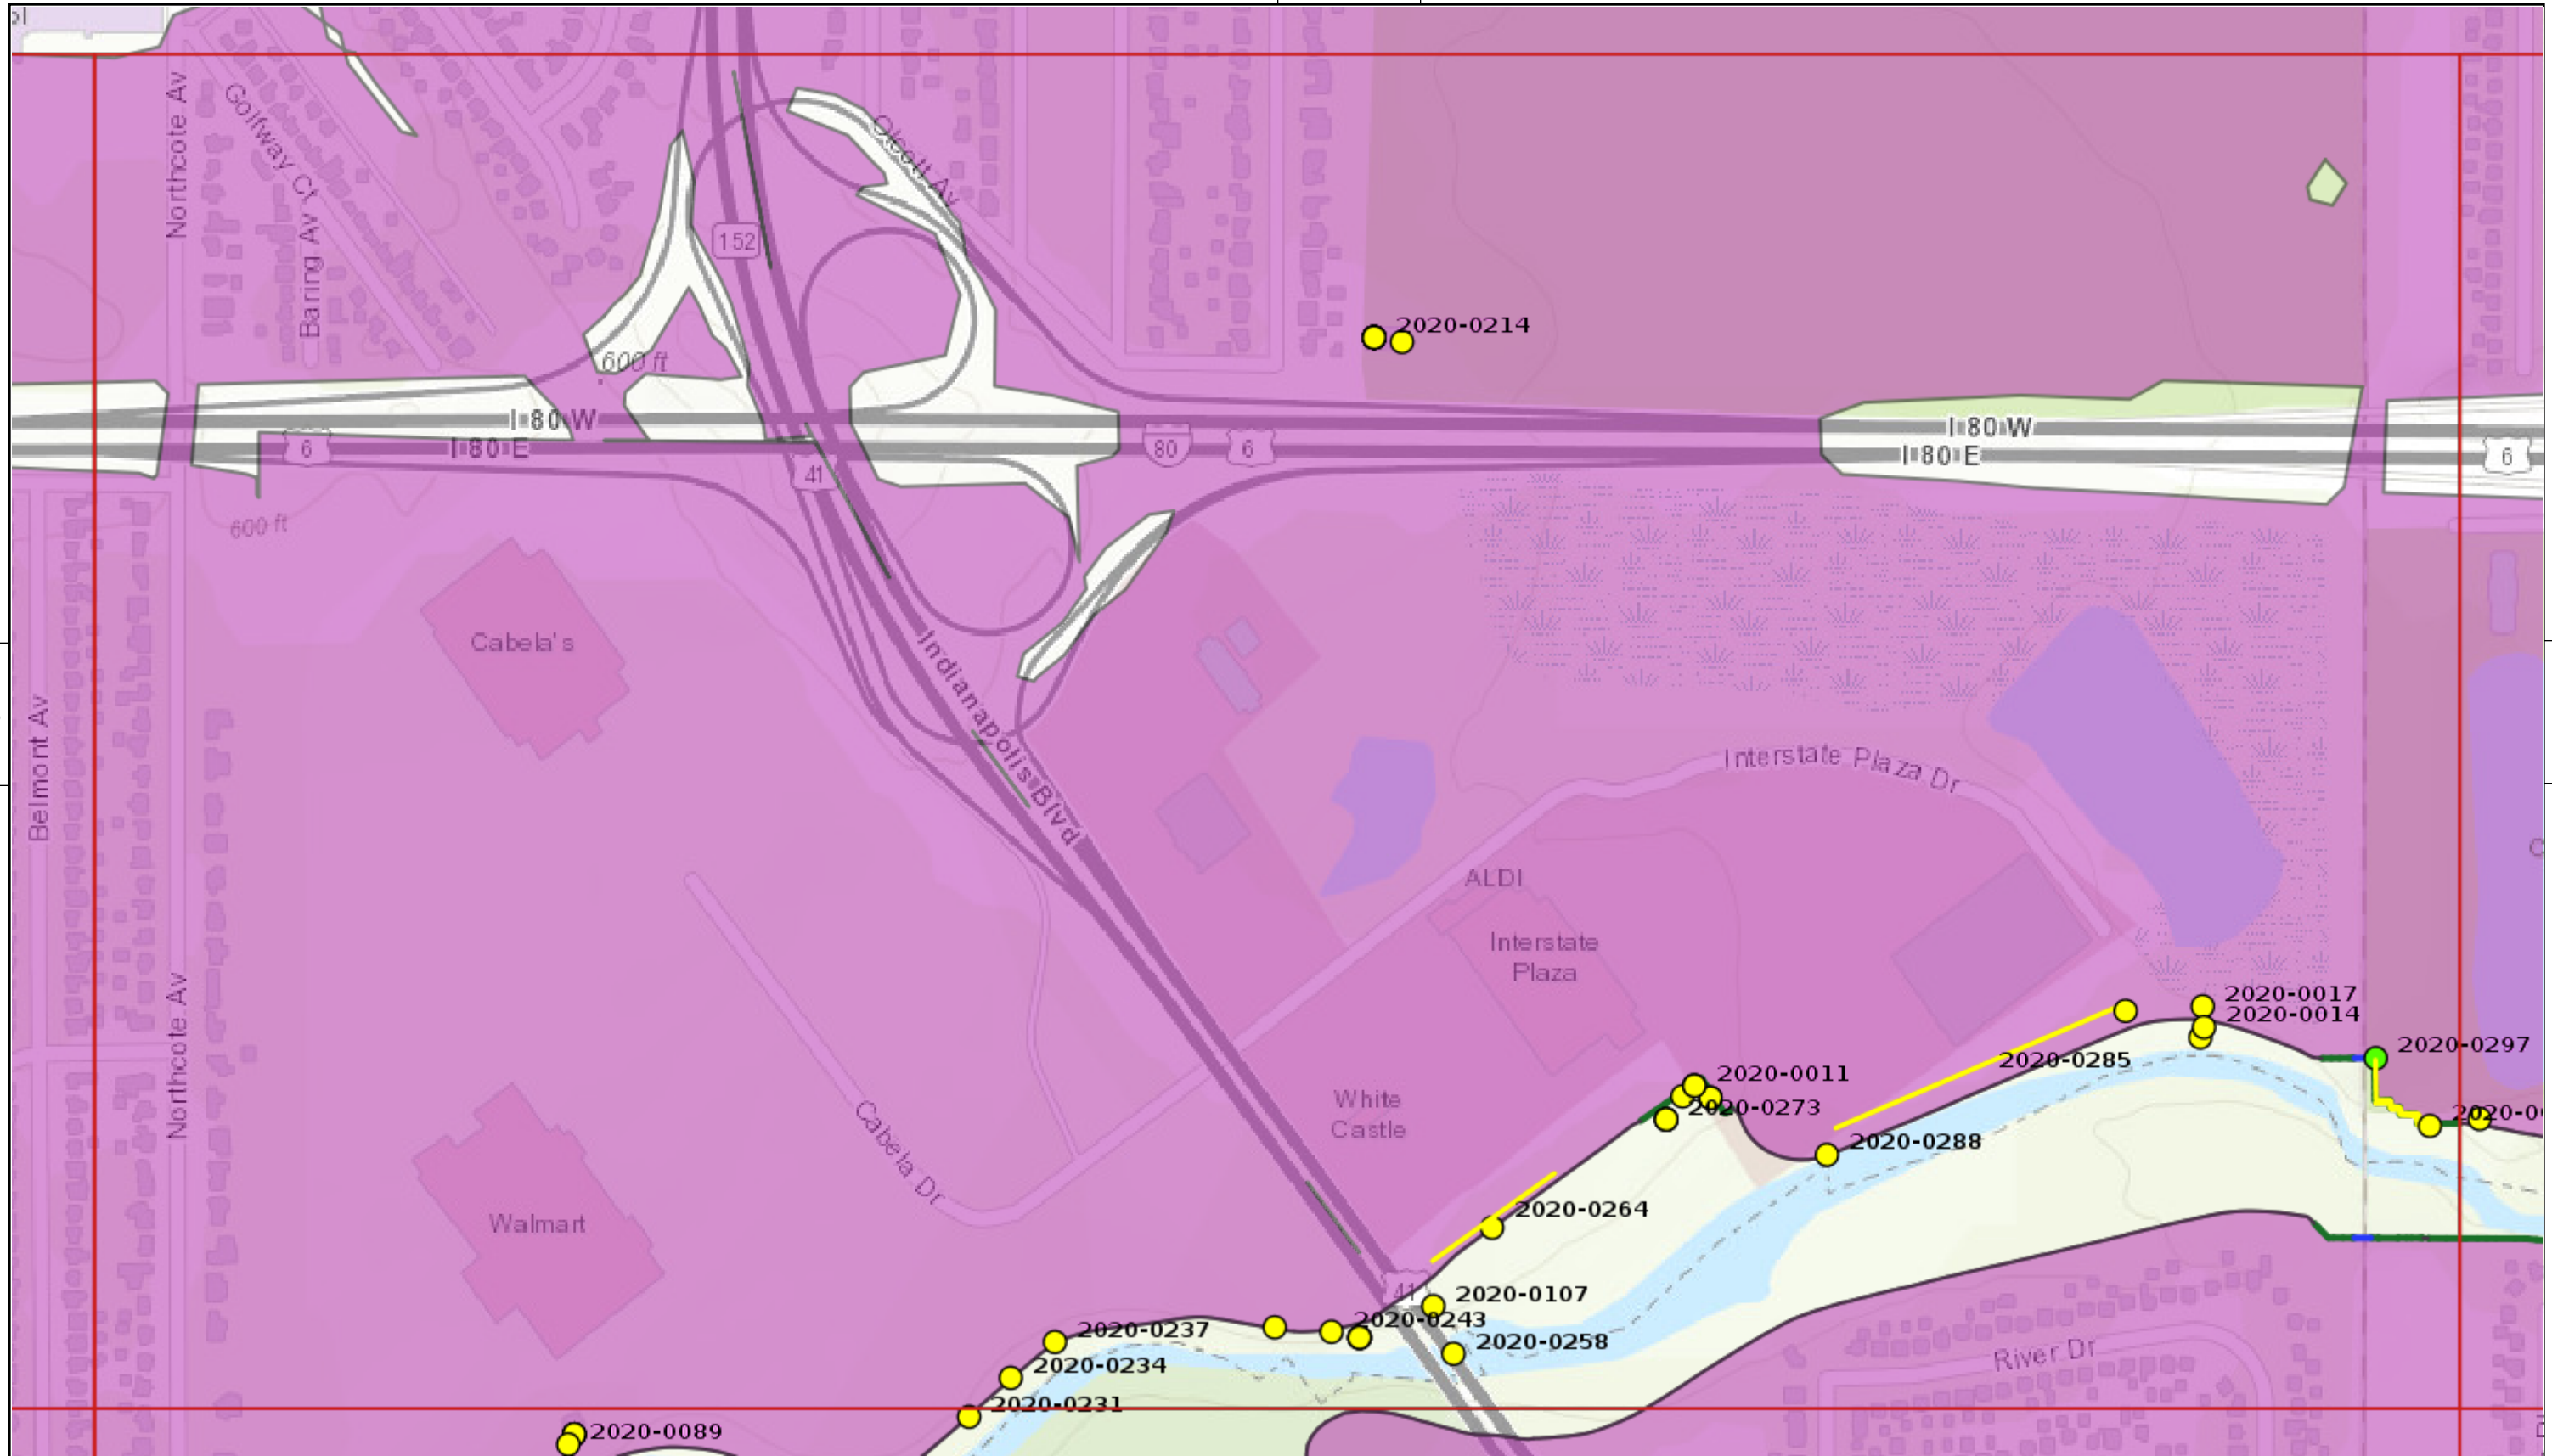 Northcote Av
Golfway Ct
Baring Av
Olcott Av
152
2020-0214
600 ft
I 80 W
I 80 E
6
41
80
6
I 80 W
I 80 E
6
600 ft
Cabela's
Indianapolis Blvd
Belmont Av
Interstate Plaza Dr
ALDI
Interstate
Plaza
Northcote Av
2020-0017
2020-0014
2020-0297
2020-0285
2020-0011
2020-0273
White
Castle
Cabela Dr
2020-0288
Walmart
2020-0264
41
2020-0107
2020-0243
2020-0237
2020-0258
2020-0234
River Dr
2020-0231
2020-0089